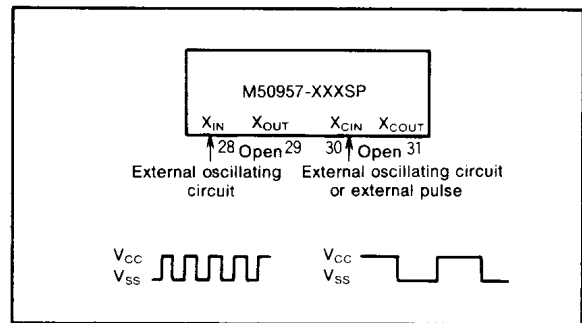 M50957-XXXSP
XIN XOUT XCIN XCOUT
28 Open 29 30 Open 31
External oscillating circuit
External oscillating circuit or external pulse
VCC
VSS
VCC
VSS